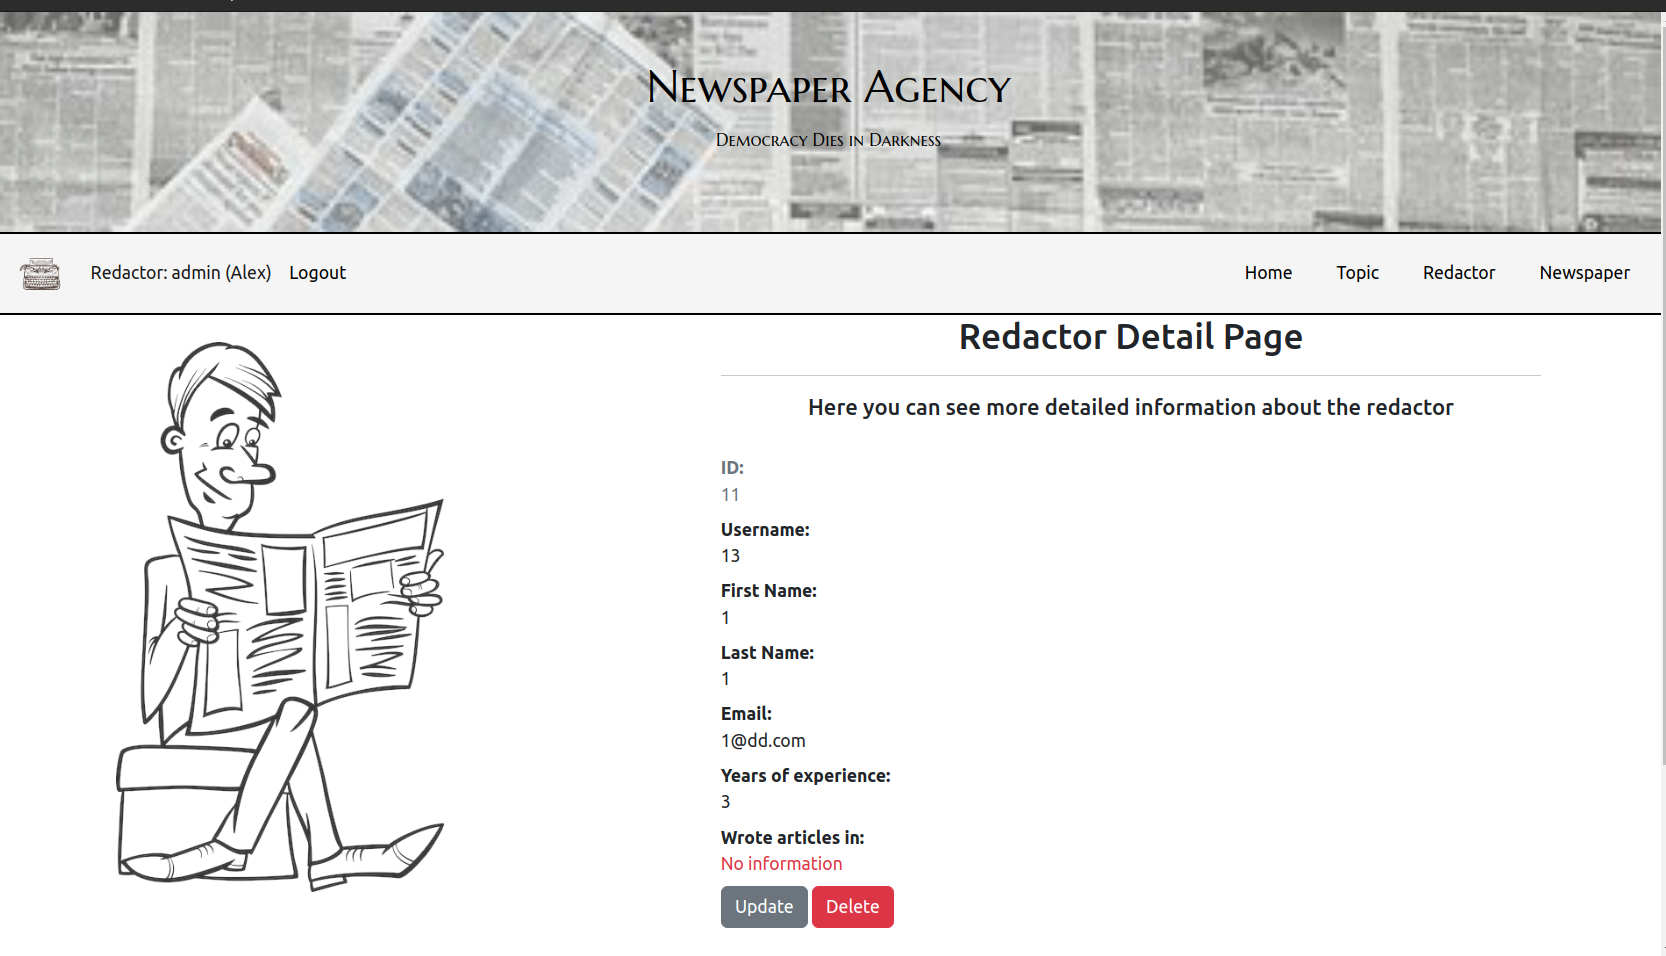 Newspaper Agency
Democracy Dies in Darkness
Redactor: admin (Alex) Logout Home Topic Redactor Newspaper
Redactor Detail Page
Here you can see more detailed information about the redactor
ID:
11
Username:
13
First Name:
1
Last Name:
1
Email:
1@dd.com
Years of experience:
3
Wrote articles in:
No information
Update Delete